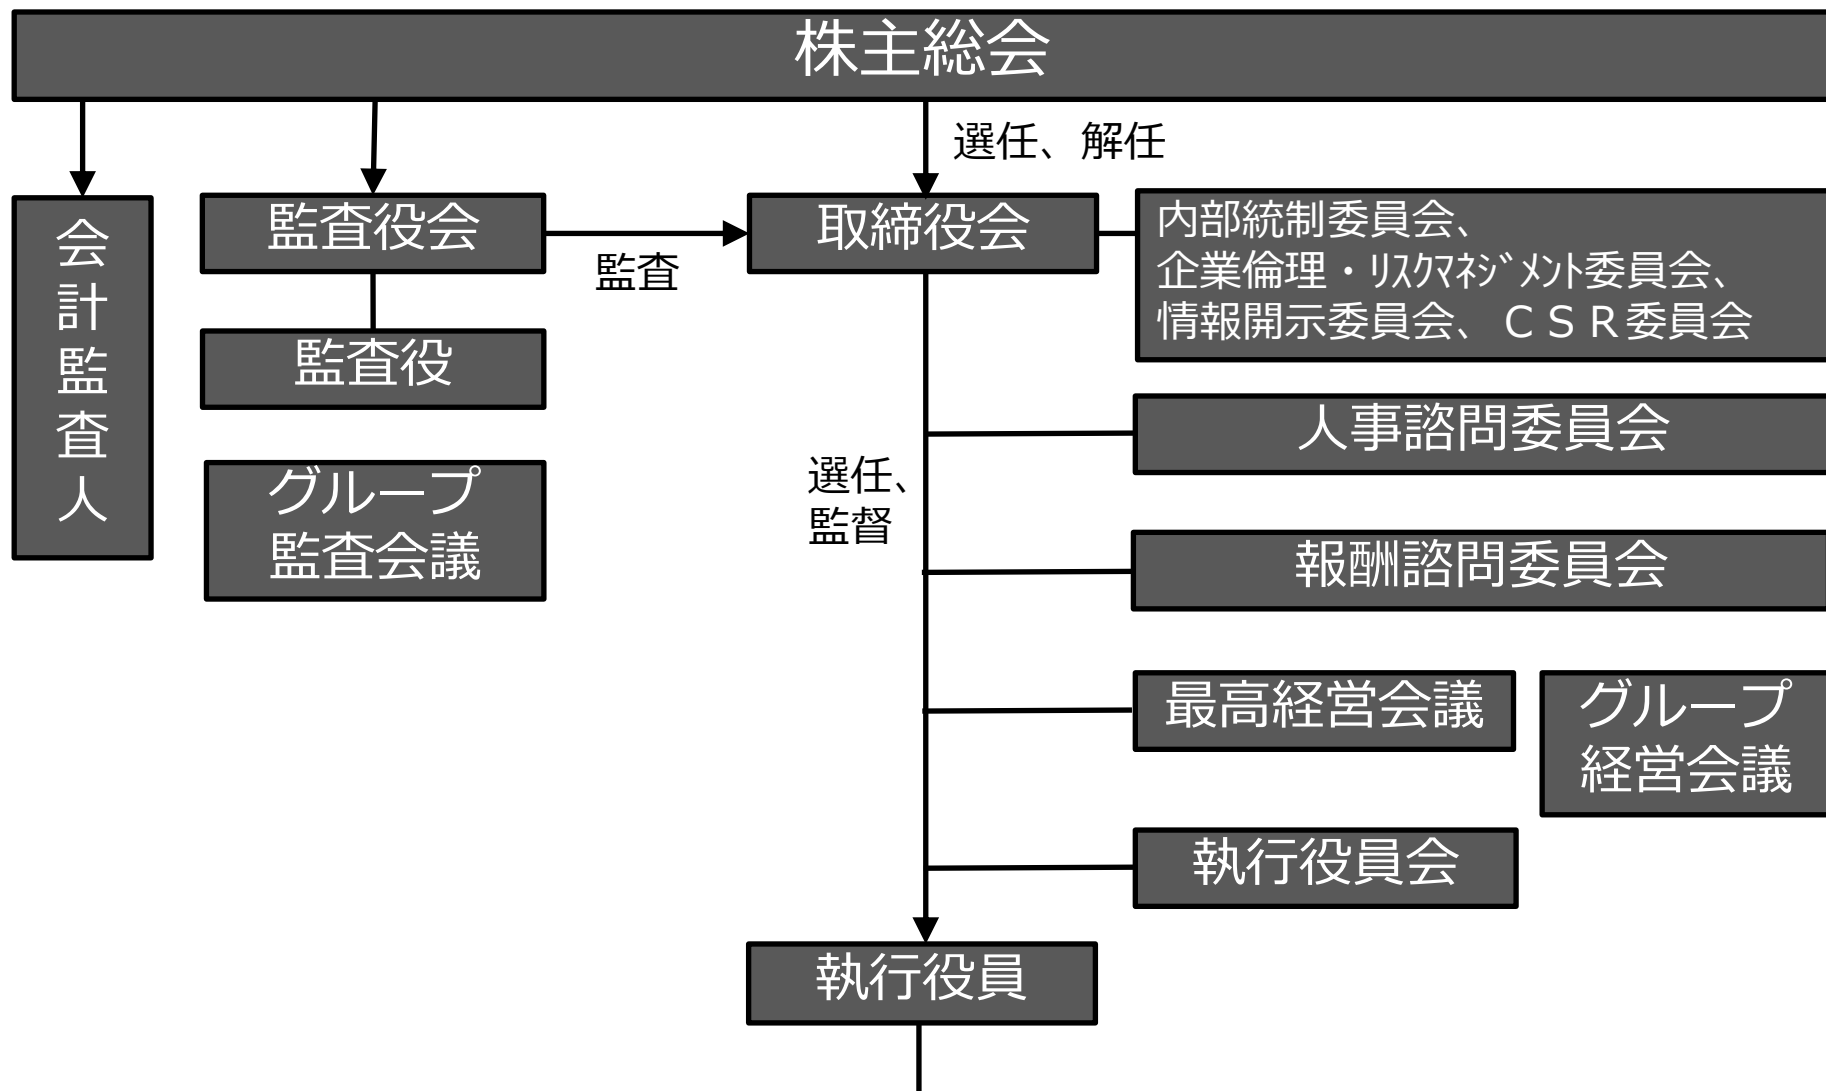 株主総会
選任、解任
会計監査人
監査役会
監査
取締役会
内部統制委員会、
企業倫理・ﾘｽｸﾏﾈｼﾞﾒﾝﾄ委員会、
情報開示委員会、ＣＳＲ委員会
監査役
人事諮問委員会
グループ
監査会議
選任、
監督
報酬諮問委員会
最高経営会議
グループ
経営会議
執行役員会
執行役員